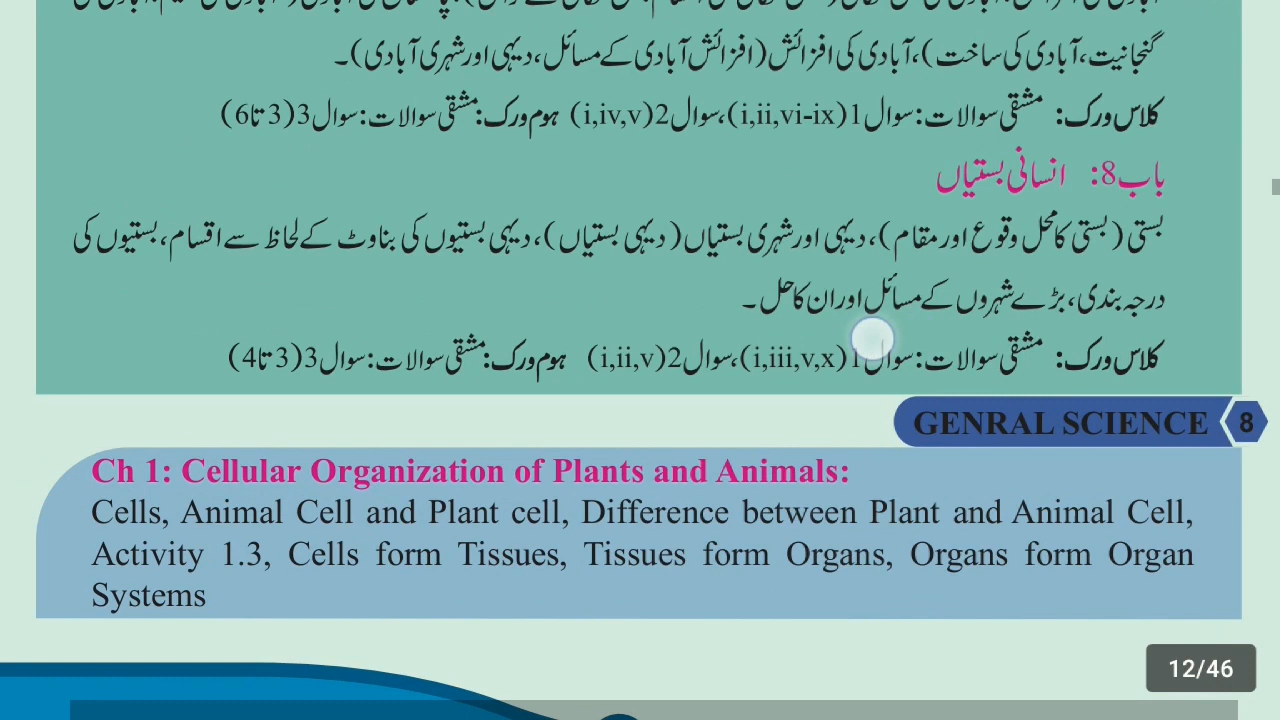 گنجانیت، آبادی کی ساخت)، آبادی کی افزائش (افزائش آبادی کے مسائل، دیہی اور شہری آبادی)۔
کلاس ورک: مشقی سوالات: سوال 1 (i,ii,vi-ix)، سوال 2 (i,iv,v) ہوم ورک: مشقی سوالات: سوال 3 (3 تا 6)
باب 8: انسانی بستیاں
بستی (بستی کا محل وقوع اور مقام)، دیہی اور شہری بستیاں (دیہی بستیاں)، دیہی بستیوں کی بناوٹ کے لحاظ سے اقسام، بستیوں کی
درجہ بندی، بڑے شہروں کے مسائل اور ان کا حل۔
کلاس ورک: مشقی سوالات: سوال 1 (i,iii,v,x)، سوال 2 (i,ii,v) ہوم ورک: مشقی سوالات: سوال 3 (3 تا 4)
GENRAL SCIENCE 8
Ch 1: Cellular Organization of Plants and Animals:
Cells, Animal Cell and Plant cell, Difference between Plant and Animal Cell,
Activity 1.3, Cells form Tissues, Tissues form Organs, Organs form Organ
Systems
12/46